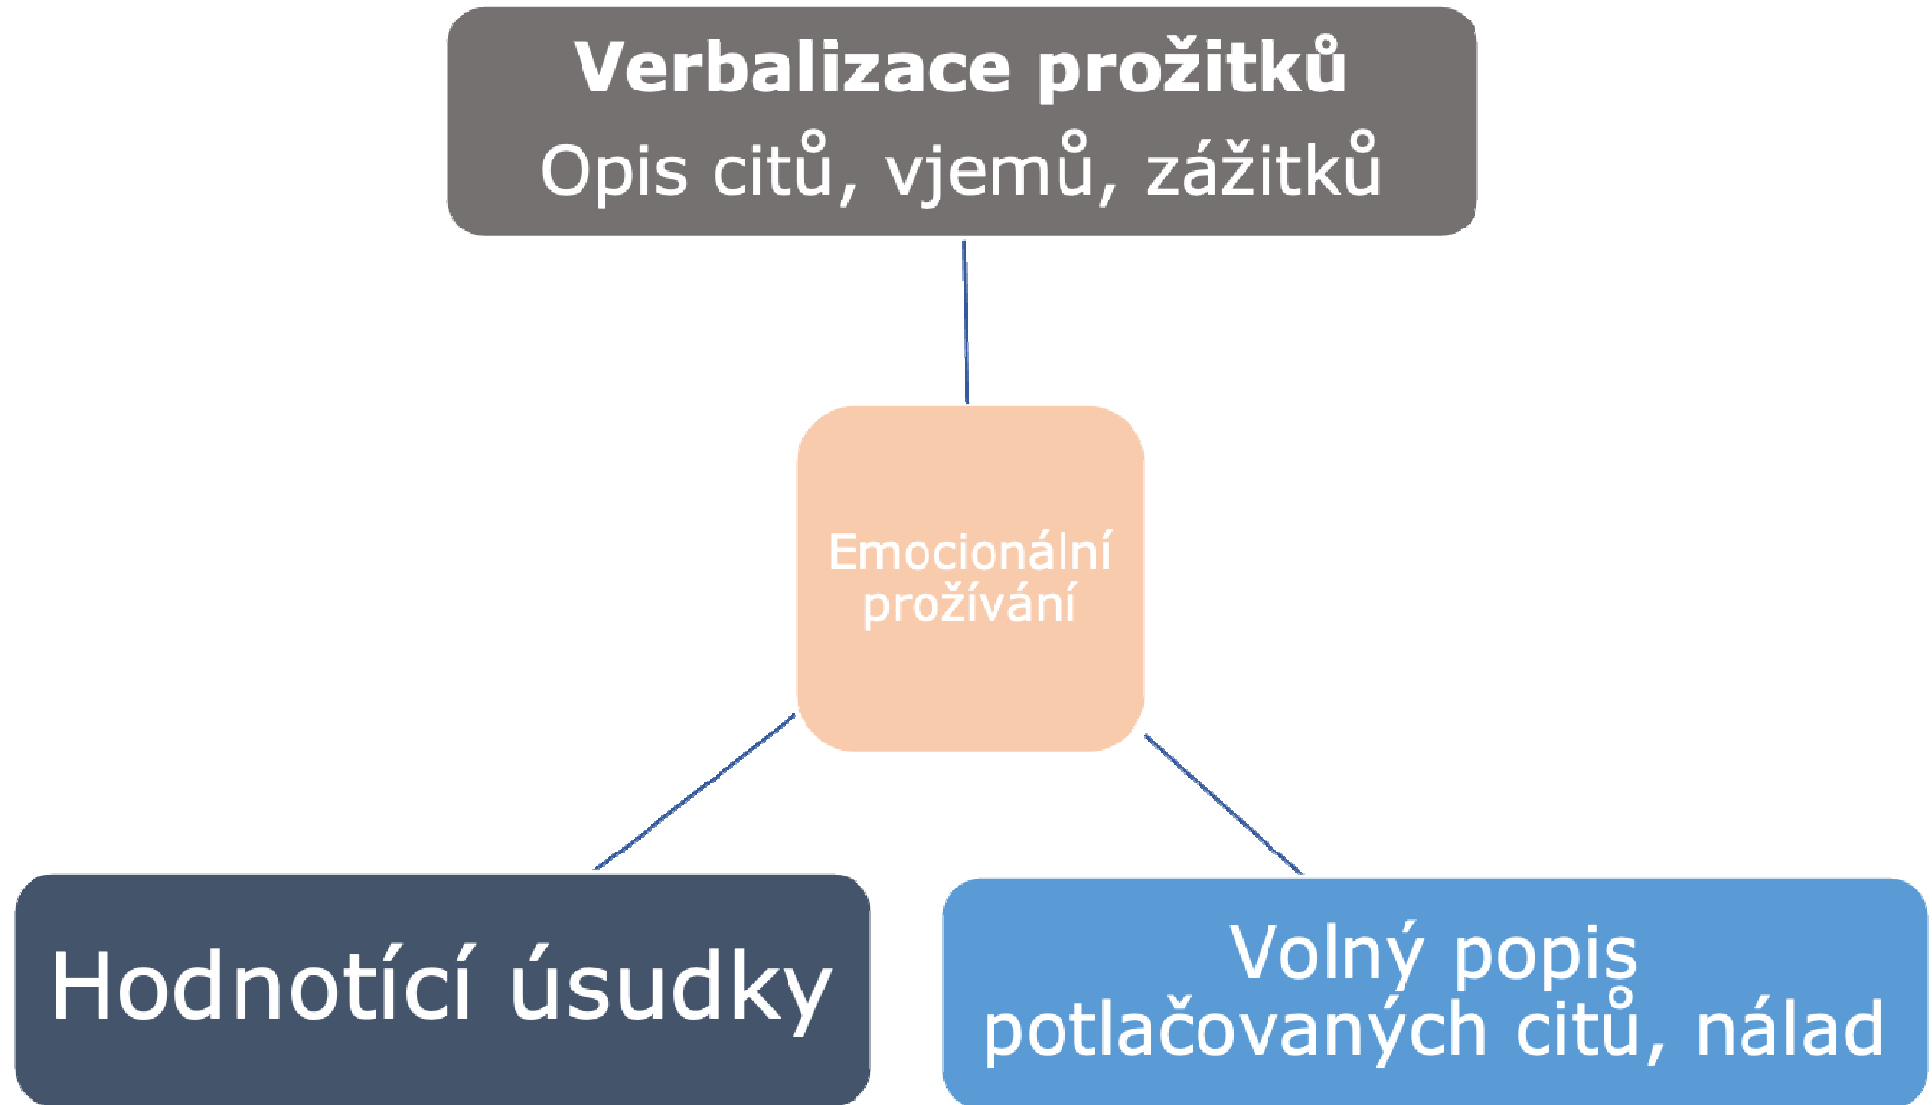 Verbalizace prožitků
Opis citů, vjemů, zážitků
Emocionální
prožívání
Hodnotící úsudky
Volný popis
potlačovaných citů, nálad